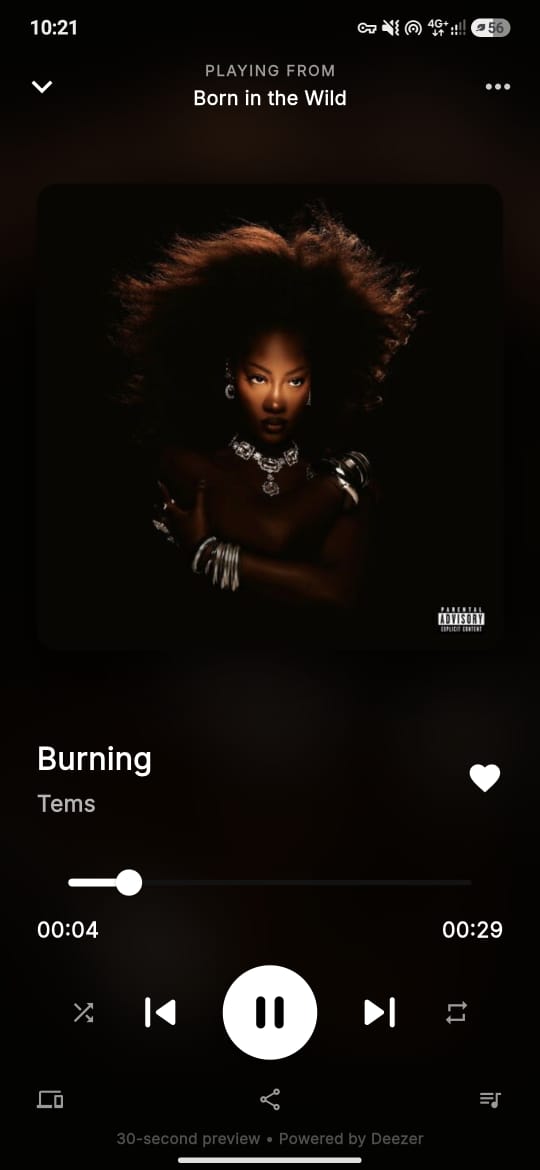 10:21
4G+
56
PLAYING FROM
Born in the Wild
PARENTAL
ADVISORY
EXPLICIT CONTENT
Burning
Tems
00:04
00:29
30-second preview • Powered by Deezer